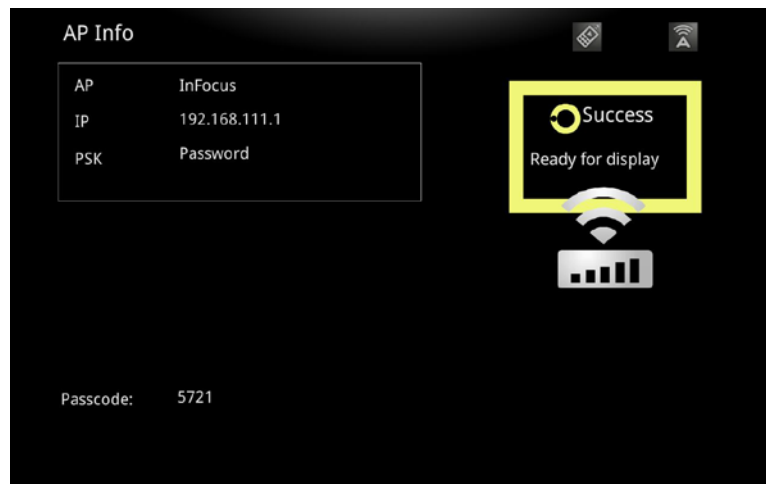 AP Info
AP InFocus
IP 192.168.111.1
PSK Password
Success
Ready for display
Passcode: 5721